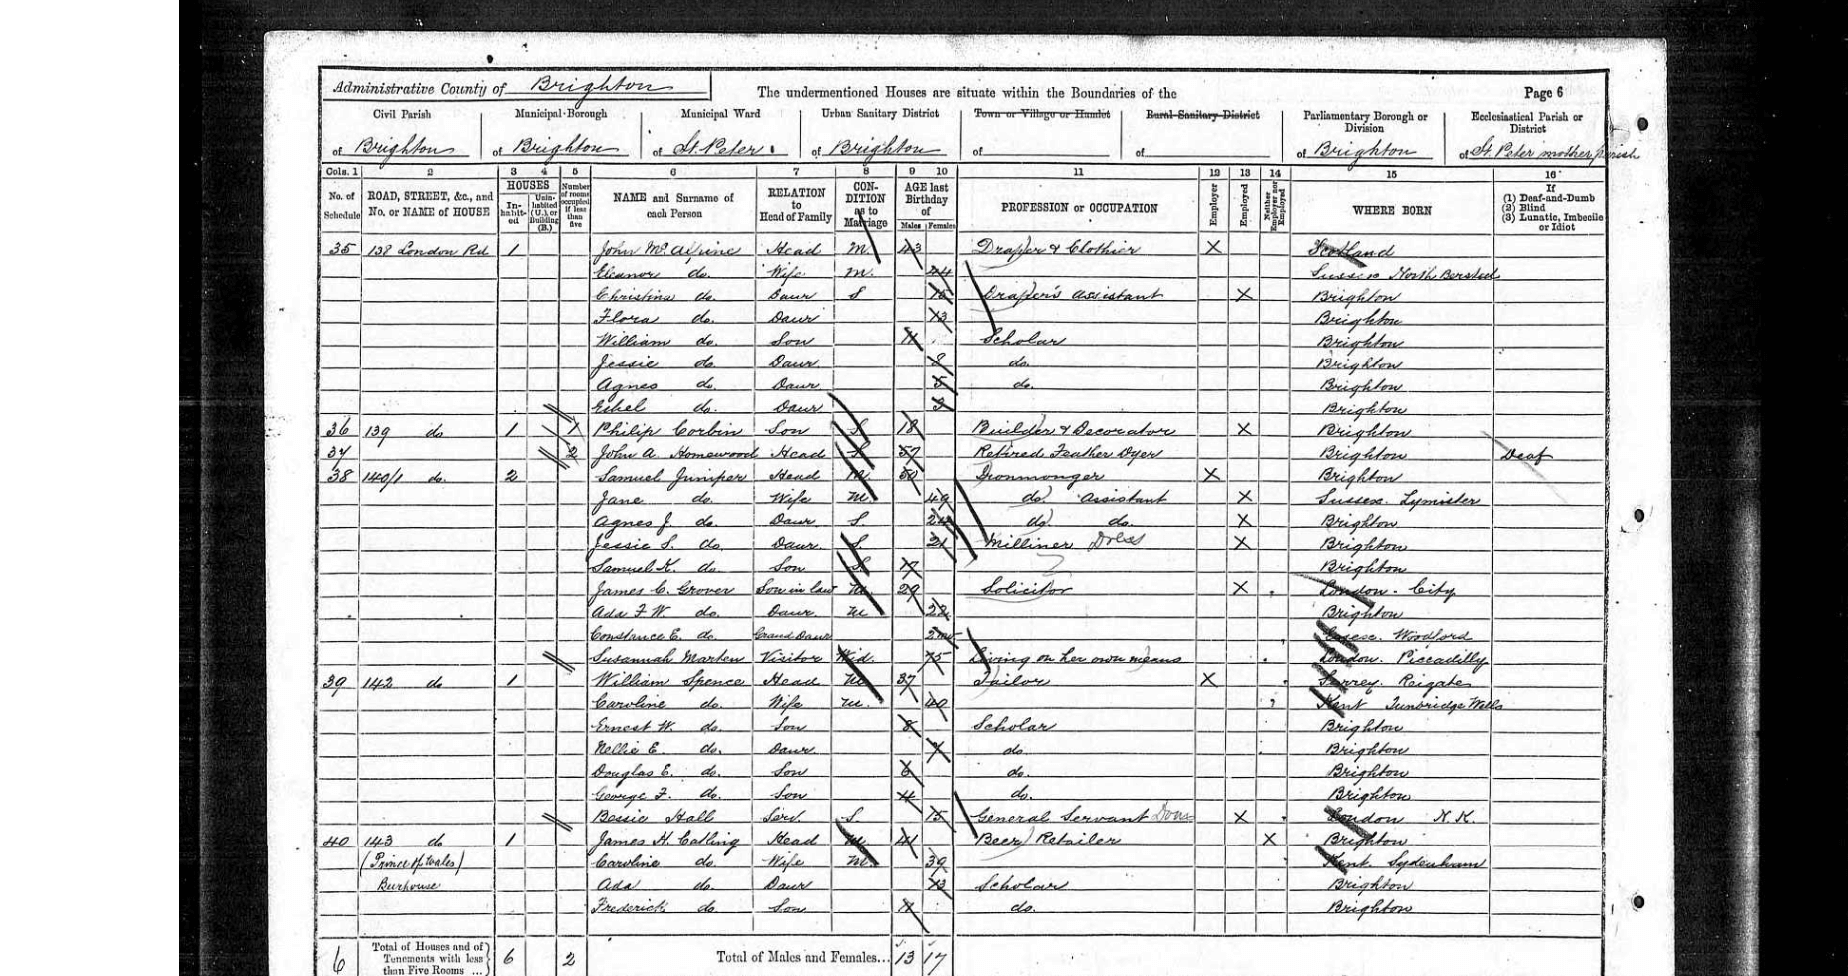 Administrative County of Brighton
The undermentioned Houses are situate within the Boundaries of the
Page 6
Civil Parish Municipal Borough Municipal Ward Urban Sanitary District Town or Village or Hamlet Rural Sanitary District Parliamentary Borough or Division Ecclesiastical Parish or District
of Brighton of Brighton of St. Peter. of Brighton of of of Brighton of St. Peter mother parish
Cols. 1 2 3 4 5 6 7 8 9 10 11 12 13 14 15 16
No. of Schedule ROAD, STREET, &c., and No. or NAME of HOUSE HOUSES Inhabited Uninhabited (U.), or Building (B.) Number of rooms occupied if less than five NAME and Surname of each Person RELATION to Head of Family CONDITION as to Marriage AGE last Birthday of Males Females PROFESSION or OCCUPATION Employer Employed Neither Employer nor Employed WHERE BORN If (1) Deaf-and-Dumb (2) Blind (3) Lunatic, Imbecile or Idiot
35 138 London Rd 1 John McAlpine Head M. 43 Draper & Clothier X Scotland
Eleanor do. Wife M. 44 Sussex North Bersted
Christina do. Daur S 15 Draper's assistant X Brighton
Flora do. Daur 13 Brighton
William do. Son 11 Scholar Brighton
Jessie do. Daur 8 do. Brighton
Agnes do. Daur 5 do. Brighton
Ethel do. Daur 3 Brighton
36 139 do 1 1 Philip Corbin Son S 18 Builder & Decorator X Brighton
37 2 John A. Homewood Head S 57 Retired Feather Dyer Brighton Deaf
38 140/1 do. 2 Samuel Juniper Head M. 50 Ironmonger X Brighton
Jane do. Wife M 49 do assistant X Sussex. Lyminster
Agnes J. do. Daur S. 24 do do. X Brighton
Jessie S. do. Daur. S. 21 Milliner X Brighton
Samuel K. do. Son S. 17 Brighton
James C. Grover Son in law M. 29 Solicitor X London. City
Ada F. W. do. Daur. M 22 Brighton
Constance E. do. Grand Daur 2 mo Essex. Woodford
Susannah Marten Visitor Wid. 75 Living on her own means London. Piccadilly
39 142 do 1 William Spence Head M 37 Tailor X Surrey. Reigate
Caroline do. Wife M. 40 Kent Tunbridge Wells
Ernest W. do. Son 8 Scholar Brighton
Nellie E. do. Daur. 7 do. Brighton
Douglas E. do. Son 6 do. Brighton
George F. do. Son 4 do. Brighton
Bessie Hall Serv. S. 15 General Servant X London N.K.
40 143 do 1 James H. Catling Head M 41 Beer Retailer X Brighton
(Prince of Wales) Caroline do. Wife M. 39 Kent. Sydenham
Beerhouse Ada do. Daur 13 Scholar Brighton
Frederick do. Son 11 do. Brighton
6 Total of Houses and of Tenements with less than Five Rooms ... 6 2 Total of Males and Females... 13 17